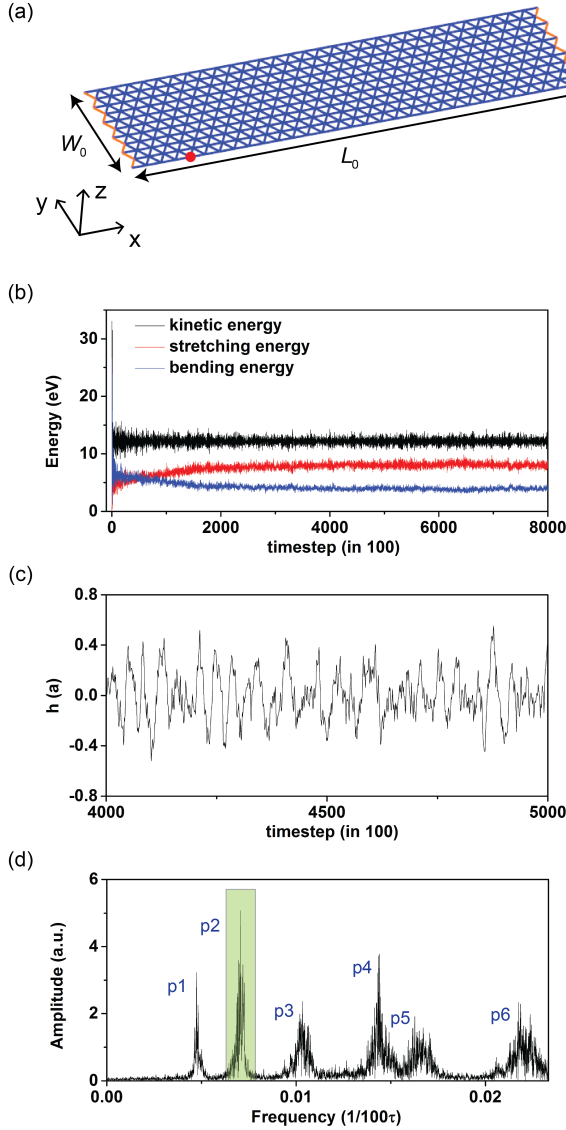 (a)
W₀
L₀
y
z
x
(b)
Energy (eV)
30
20
10
0
kinetic energy
stretching energy
bending energy
0
2000
4000
6000
8000
timestep (in 100)
(c)
h (a)
0.8
0.4
0.0
-0.4
-0.8
4000
4500
5000
timestep (in 100)
(d)
Amplitude (a.u.)
6
4
2
0
p1
p2
p3
p4
p5
p6
0.00
0.01
0.02
Frequency (1/100τ)